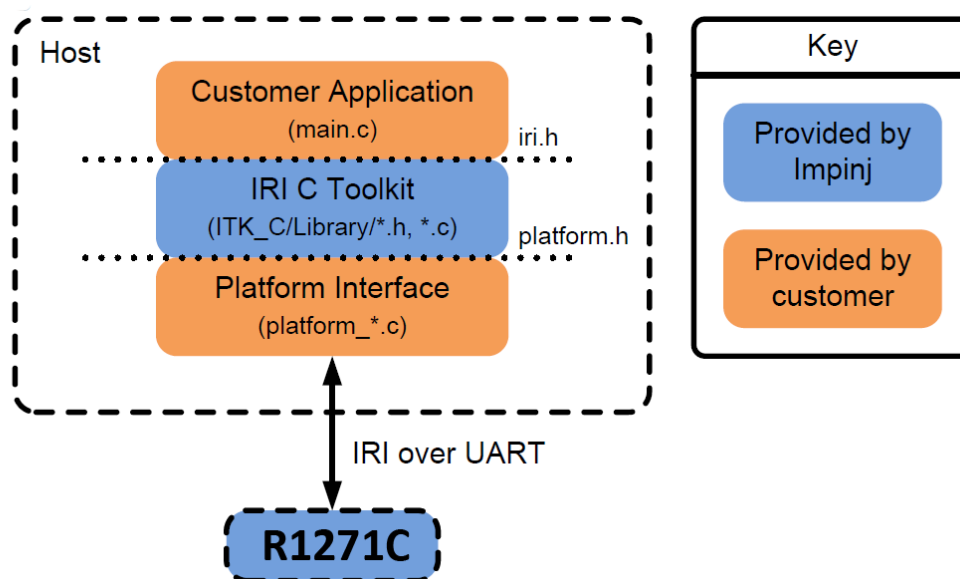 Host
Customer Application
(main.c)
iri.h
IRI C Toolkit
(ITK_C/Library/*.h, *.c)
platform.h
Platform Interface
(platform_*.c)
IRI over UART
R1271C
Key
Provided by
Impinj
Provided by
customer